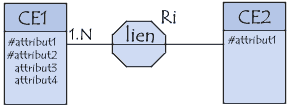 CE1
#attribut1
#attribut2
attribut3
attribut4
1.N
lien
Ri
CE2
#attribut1